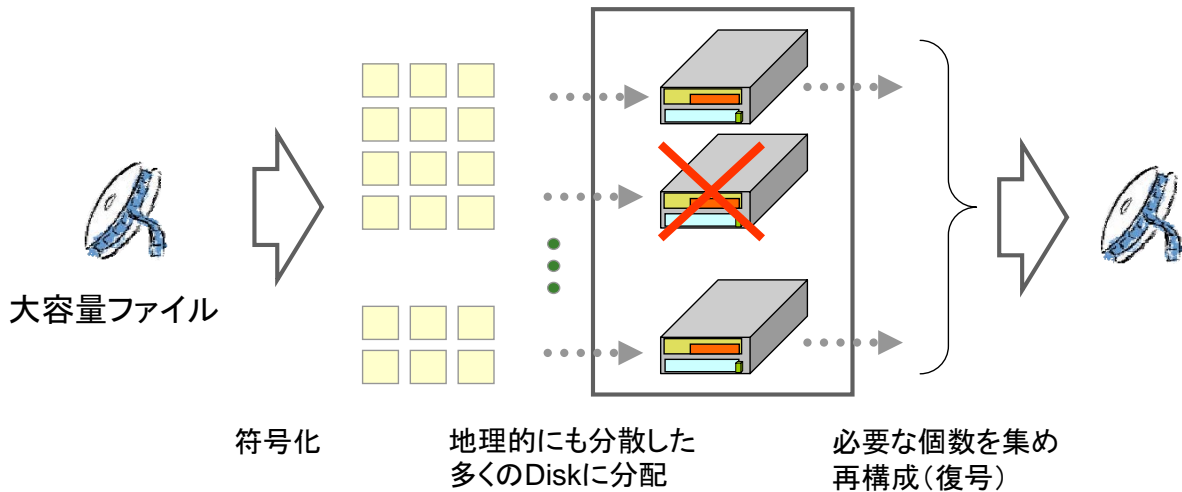 大容量ファイル
符号化
地理的にも分散した
多くのDiskに分配
必要な個数を集め
再構成(復号)